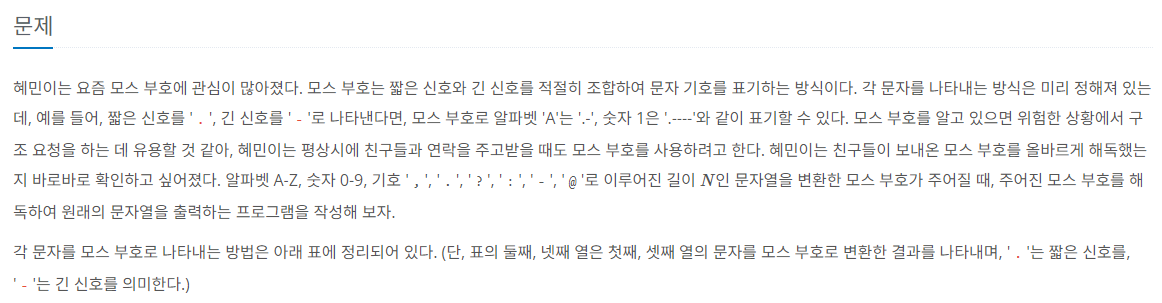 문제
혜민이는 요즘 모스 부호에 관심이 많아졌다. 모스 부호는 짧은 신호와 긴 신호를 적절히 조합하여 문자 기호를 표기하는 방식이다. 각 문자를 나타내는 방식은 미리 정해져 있는
데, 예를 들어, 짧은 신호를 ' . ', 긴 신호를 ' - '로 나타낸다면, 모스 부호로 알파벳 'A'는 '.-', 숫자 1은 '.----'와 같이 표기할 수 있다. 모스 부호를 알고 있으면 위험한 상황에서 구
조 요청을 하는 데 유용할 것 같아, 혜민이는 평상시에 친구들과 연락을 주고받을 때도 모스 부호를 사용하려고 한다. 혜민이는 친구들이 보내온 모스 부호를 올바르게 해독했는
지 바로바로 확인하고 싶어졌다. 알파벳 A-Z, 숫자 0-9, 기호 ' , ', ' . ', ' ? ', ' : ', ' - ', ' @ '로 이루어진 길이 N인 문자열을 변환한 모스 부호가 주어질 때, 주어진 모스 부호를 해
독하여 원래의 문자열을 출력하는 프로그램을 작성해 보자.
각 문자를 모스 부호로 나타내는 방법은 아래 표에 정리되어 있다. (단, 표의 둘째, 넷째 열은 첫째, 셋째 열의 문자를 모스 부호로 변환한 결과를 나타내며, ' . '는 짧은 신호를,
' - '는 긴 신호를 의미한다.)